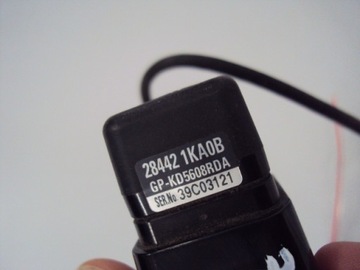 28442 1KA0B
GP-KD5608RDA
SER.No 39C03121